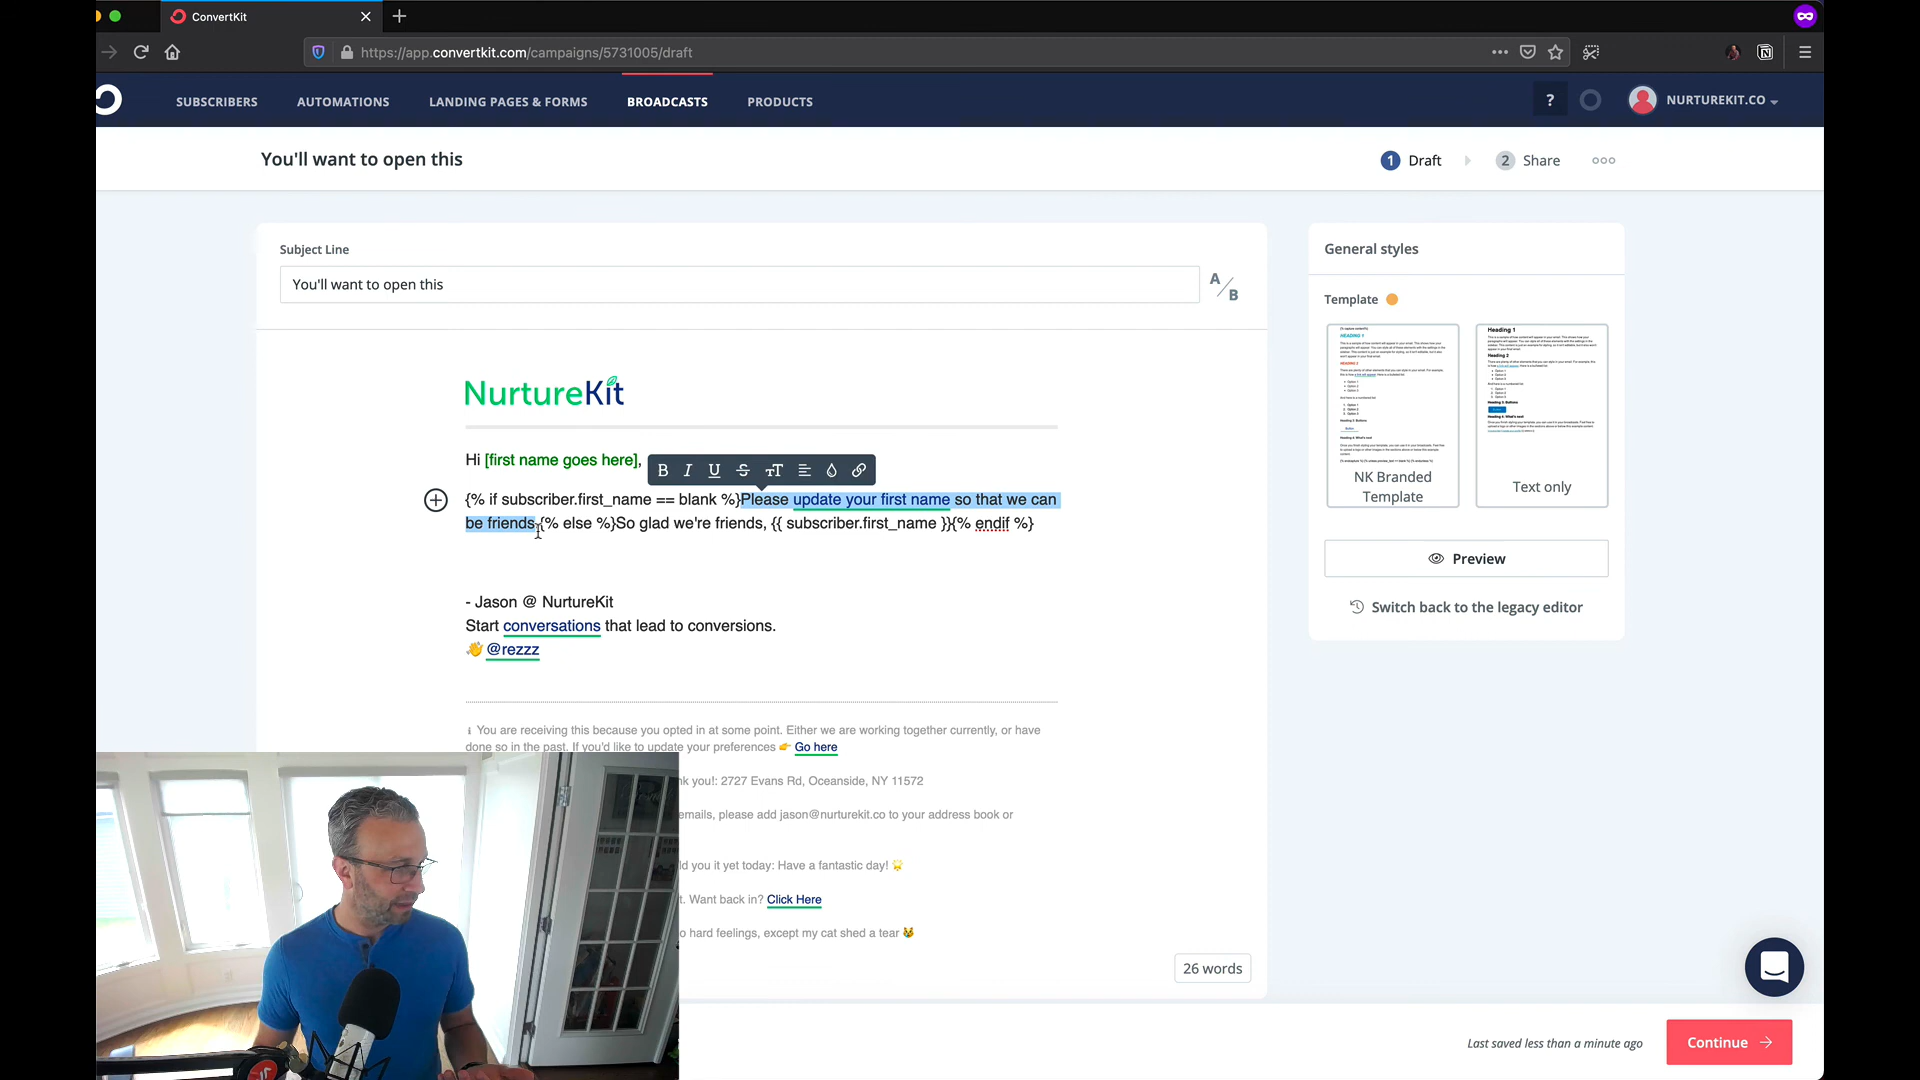 ConvertKit
https://app.convertkit.com/campaigns/5731005/draft
SUBSCRIBERS AUTOMATIONS LANDING PAGES & FORMS BROADCASTS PRODUCTS ? NURTUREKIT.CO
You'll want to open this 1 Draft 2 Share
Subject Line
You'll want to open this
A/B
NurtureKit
Hi [first name goes here],
B I U S TT
{% if subscriber.first_name == blank %}Please update your first name so that we can
be friends.{% else %}So glad we're friends, {{ subscriber.first_name }}{% endif %}
- Jason @ NurtureKit
Start conversations that lead to conversions.
👋 @rezzz
ℹ You are receiving this because you opted in at some point. Either we are working together currently, or have
done so in the past. If you'd like to update your preferences 👉 Go here
nk you!: 2727 Evans Rd, Oceanside, NY 11572
emails, please add jason@nurturekit.co to your address book or
ld you it yet today: Have a fantastic day! 🌟
t. Want back in? Click Here
o hard feelings, except my cat shed a tear 😿
26 words
General styles
Template
Heading 1
Heading 2
NK Branded
Template
Text only
Preview
Switch back to the legacy editor
Last saved less than a minute ago
Continue